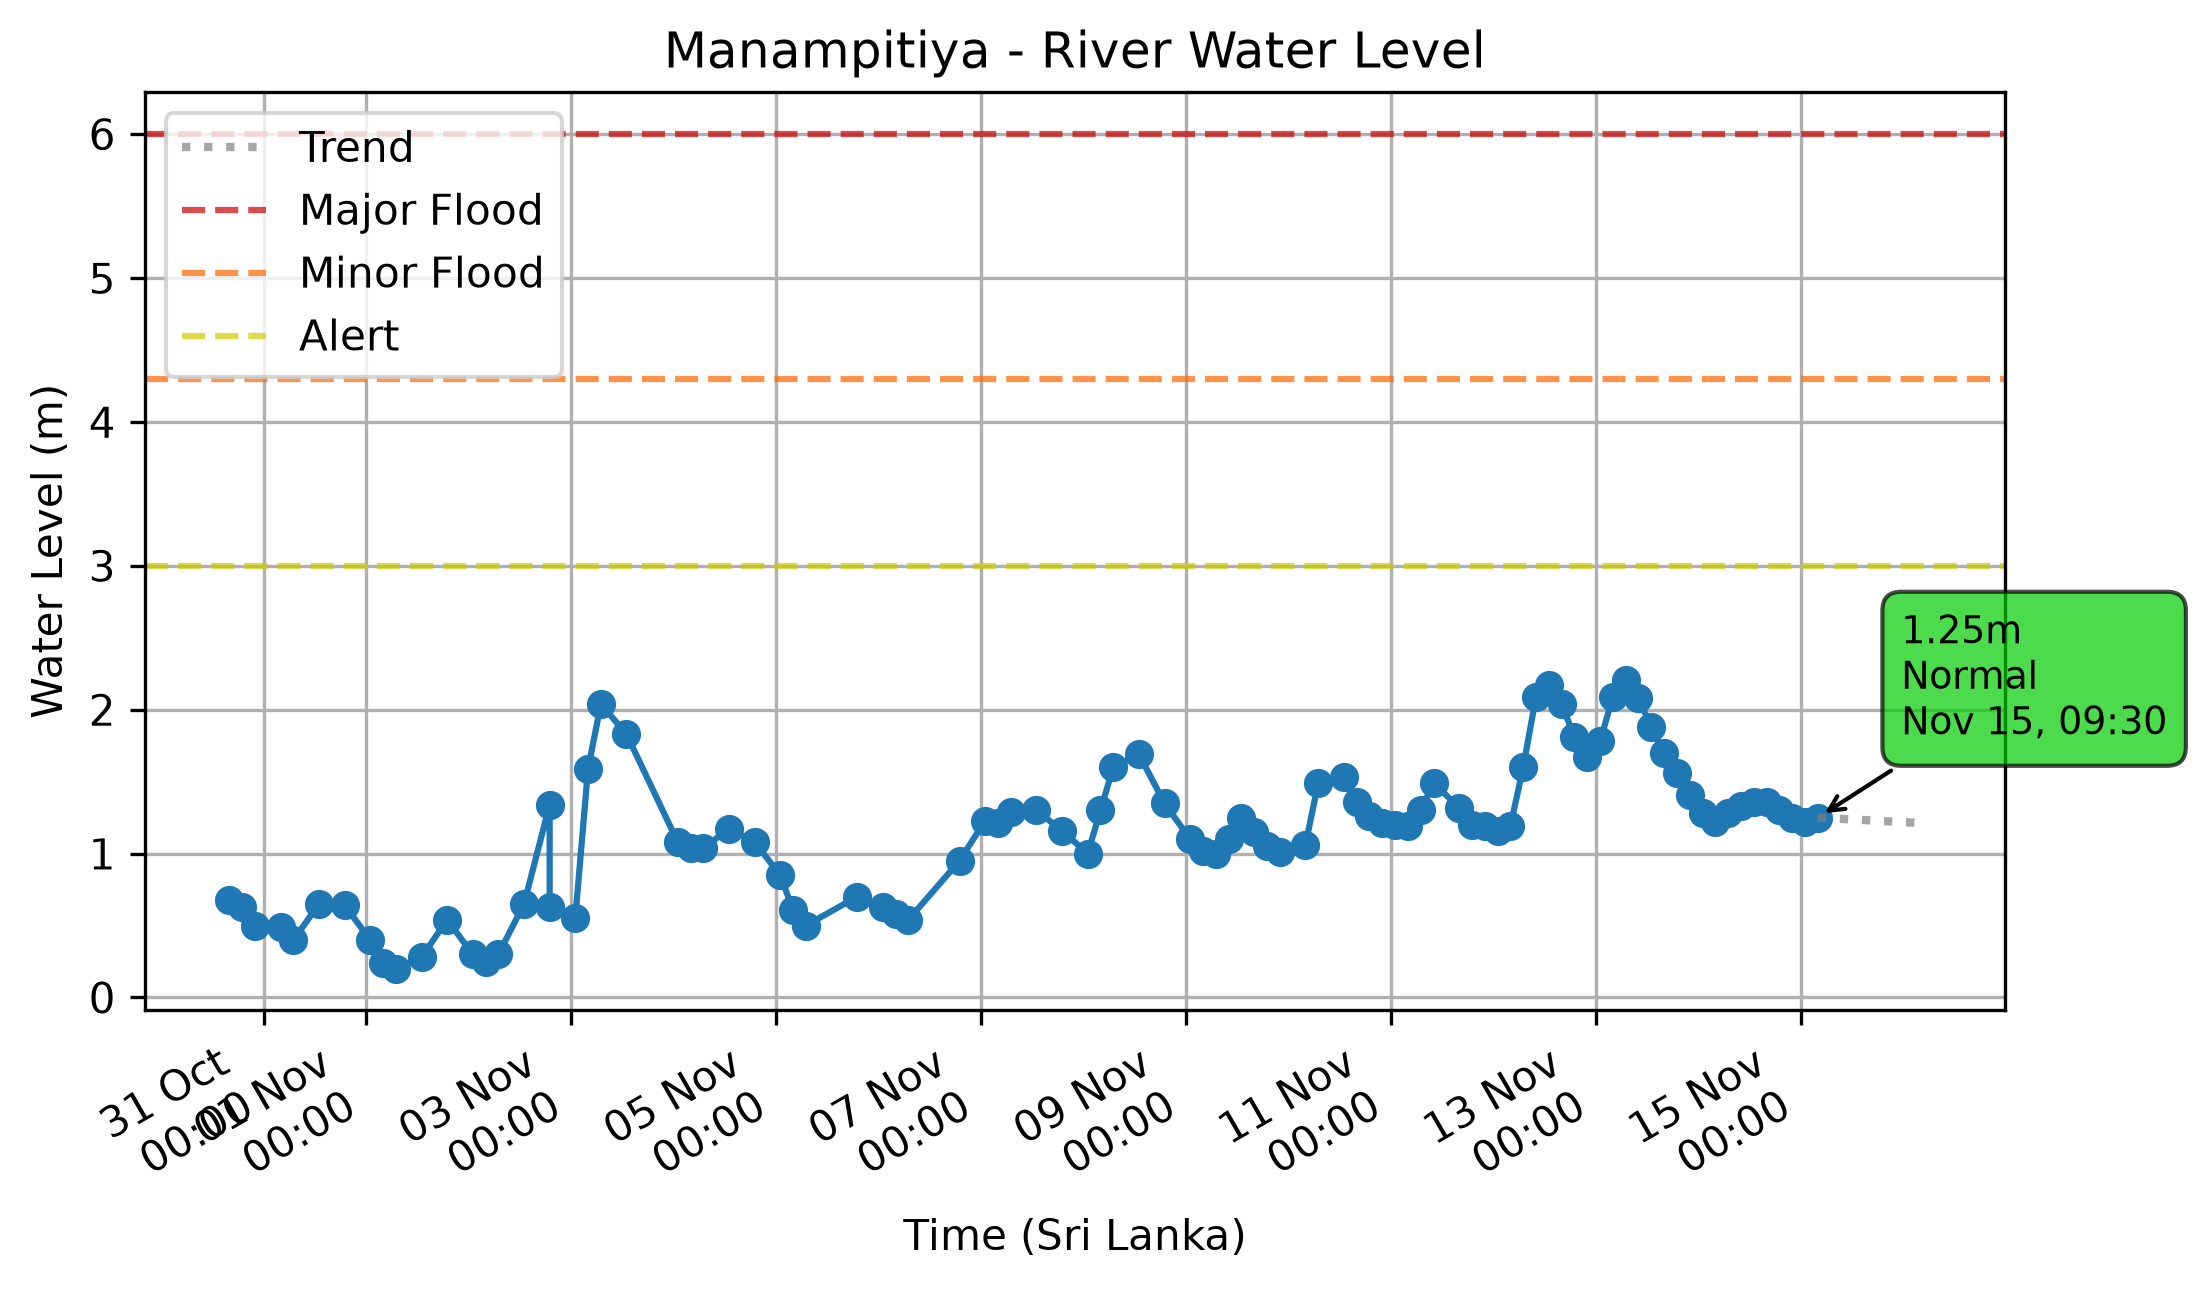 Manampitiya - River Water Level
Trend
Major Flood
Minor Flood
Alert
6
5
4
3
2
1
0
Water Level (m)
1.25m
Normal
Nov 15, 09:30
31 Oct
00:00
01 Nov
00:00
03 Nov
00:00
05 Nov
00:00
07 Nov
00:00
09 Nov
00:00
11 Nov
00:00
13 Nov
00:00
15 Nov
00:00
Time (Sri Lanka)